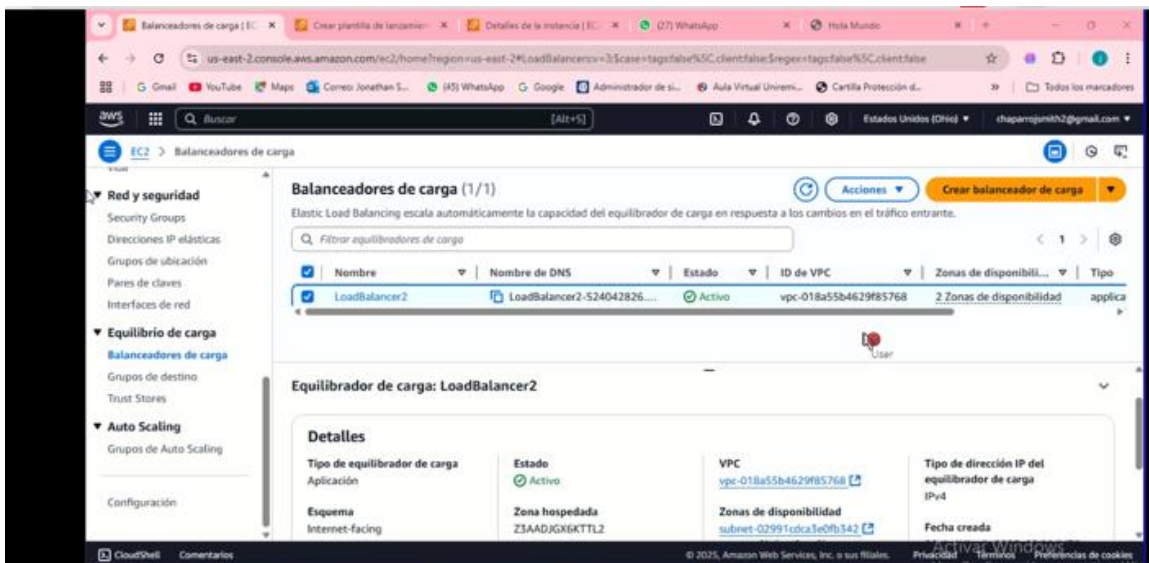 Balanceadores de carga | EC
Crear plantilla de lanzamien
Detalles de la instancia | EC
(27) WhatsApp
Hola Mundo
us-east-2.console.aws.amazon.com/ec2/home?region=us-east-2#LoadBalancers:v=3;$case=tags:false%5C,client:false;$regex=tags:false%5C,client:false
Gmail YouTube Maps Correo Jonathan S... (45) WhatsApp Google Administrador de si... Aula Virtual Uniremi... Cartilla Protección d... Todos los marcadores
aws Buscar [Alt+S] Estados Unidos (Ohio) chaparrojsmith2@gmail.com
EC2 > Balanceadores de carga
Red y seguridad
Security Groups
Direcciones IP elásticas
Grupos de ubicación
Pares de claves
Interfaces de red
Equilibrio de carga
Balanceadores de carga
Grupos de destino
Trust Stores
Auto Scaling
Grupos de Auto Scaling
Configuración
Balanceadores de carga (1/1)
Acciones
Crear balanceador de carga
Elastic Load Balancing escala automáticamente la capacidad del equilibrador de carga en respuesta a los cambios en el tráfico entrante.
Filtrar equilibradores de carga
1
Nombre Nombre de DNS Estado ID de VPC Zonas de disponibili... Tipo
LoadBalancer2 LoadBalancer2-524042826.... Activo vpc-018a55b4629f85768 2 Zonas de disponibilidad applica
User
Equilibrador de carga: LoadBalancer2
Detalles
Tipo de equilibrador de carga
Aplicación
Estado
Activo
VPC
vpc-018a55b4629f85768
Tipo de dirección IP del
equilibrador de carga
IPv4
Esquema
Internet-facing
Zona hospedada
Z3AADJGX6KTTL2
Zonas de disponibilidad
subnet-02991cdca3e0fb342
Fecha creada
Activar Windows
CloudShell Comentarios © 2025, Amazon Web Services, Inc. o sus filiales. Privacidad Términos Preferencias de cookies